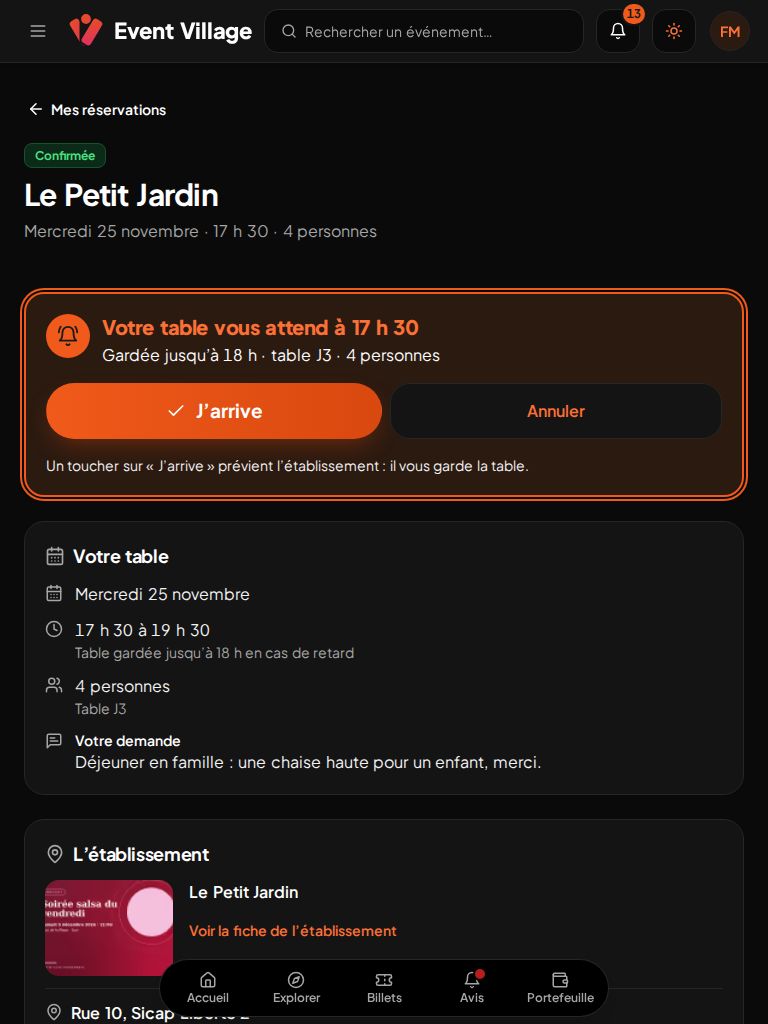 Event Village
Rechercher un événement…
13
FM
Mes réservations
Confirmée
Le Petit Jardin
Mercredi 25 novembre · 17 h 30 · 4 personnes
Votre table vous attend à 17 h 30
Gardée jusqu’à 18 h · table J3 · 4 personnes
J’arrive
Annuler
Un toucher sur « J’arrive » prévient l’établissement : il vous garde la table.
Votre table
Mercredi 25 novembre
17 h 30 à 19 h 30
Table gardée jusqu’à 18 h en cas de retard
4 personnes
Table J3
Votre demande
Déjeuner en famille : une chaise haute pour un enfant, merci.
L’établissement
Soirée salsa du
vendredi
Le Petit Jardin
Voir la fiche de l’établissement
Rue 10, Sicap
Accueil
Explorer
Billets
Avis
Portefeuille